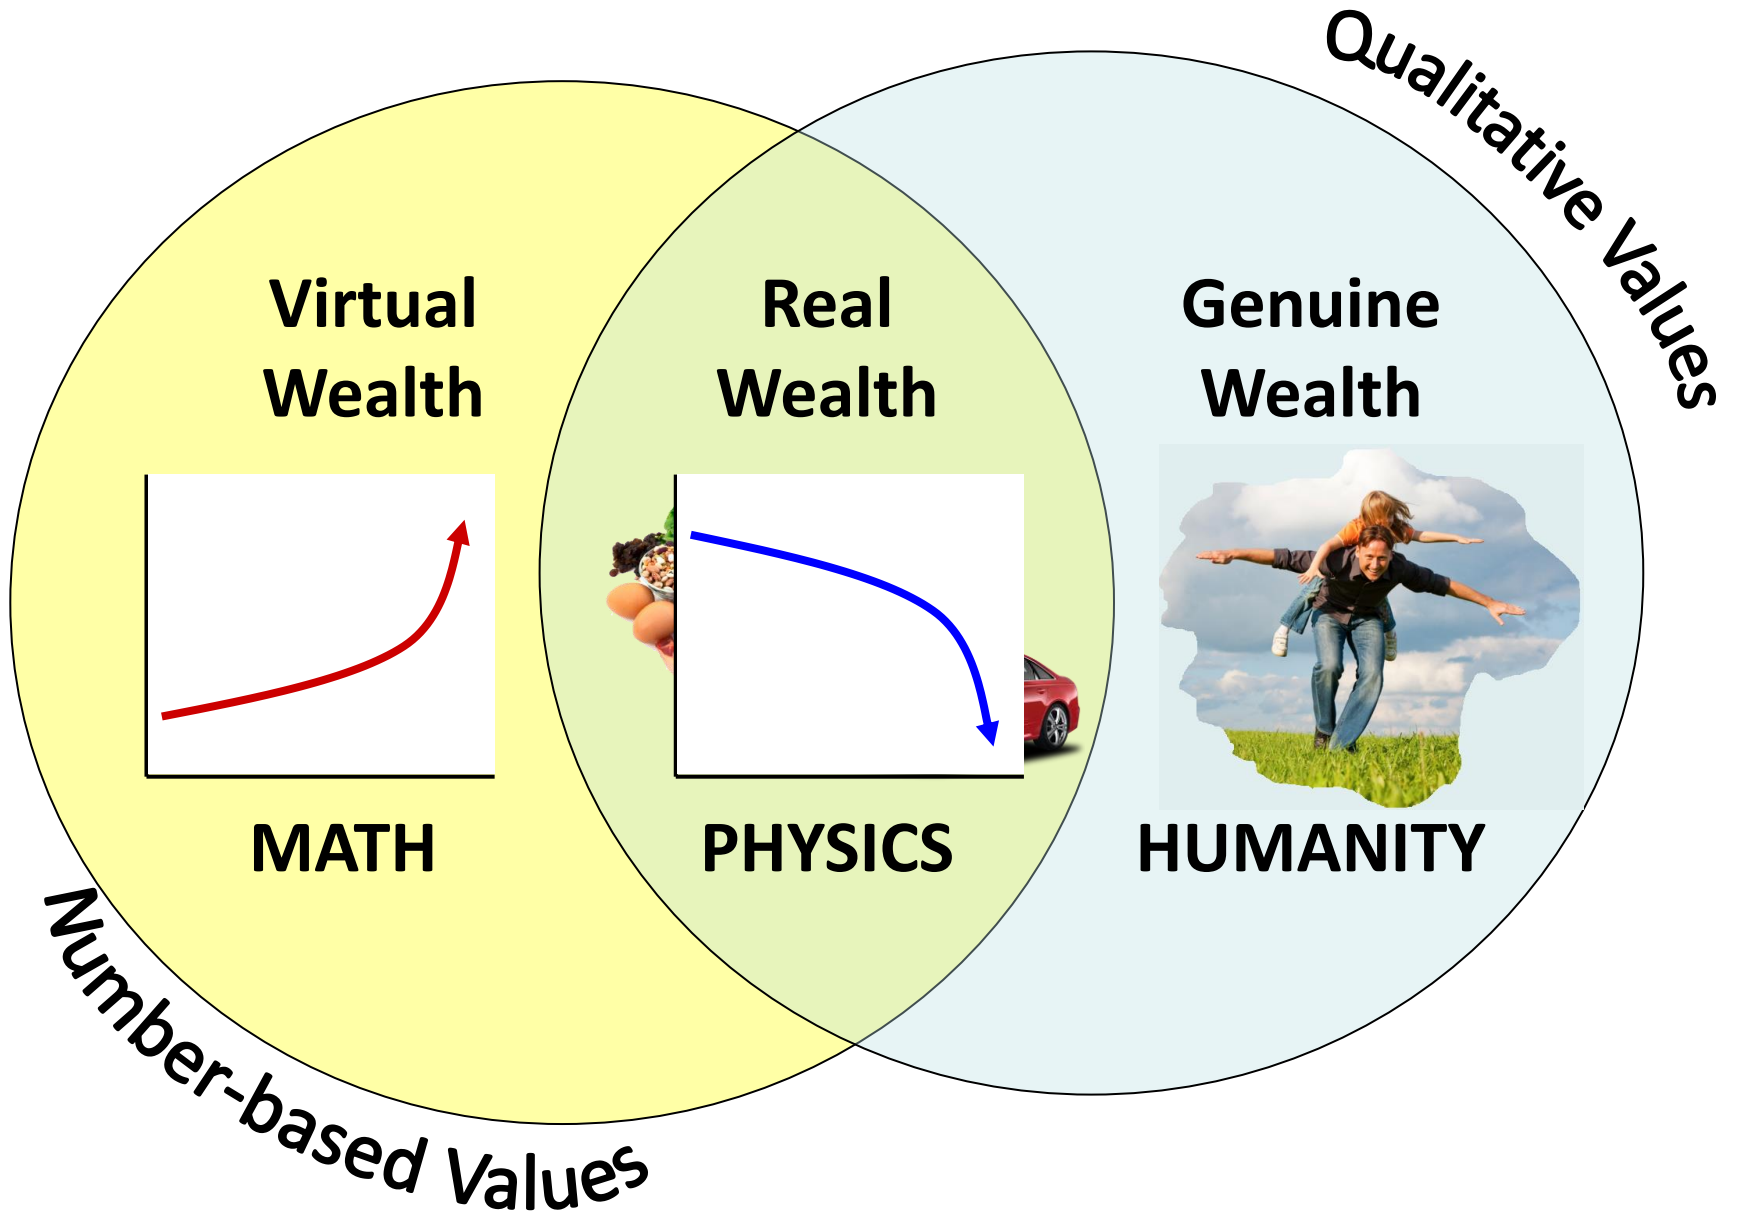 Qualitative Values
Virtual
Wealth
Real
Wealth
Genuine
Wealth
MATH
PHYSICS
HUMANITY
Number-based Values